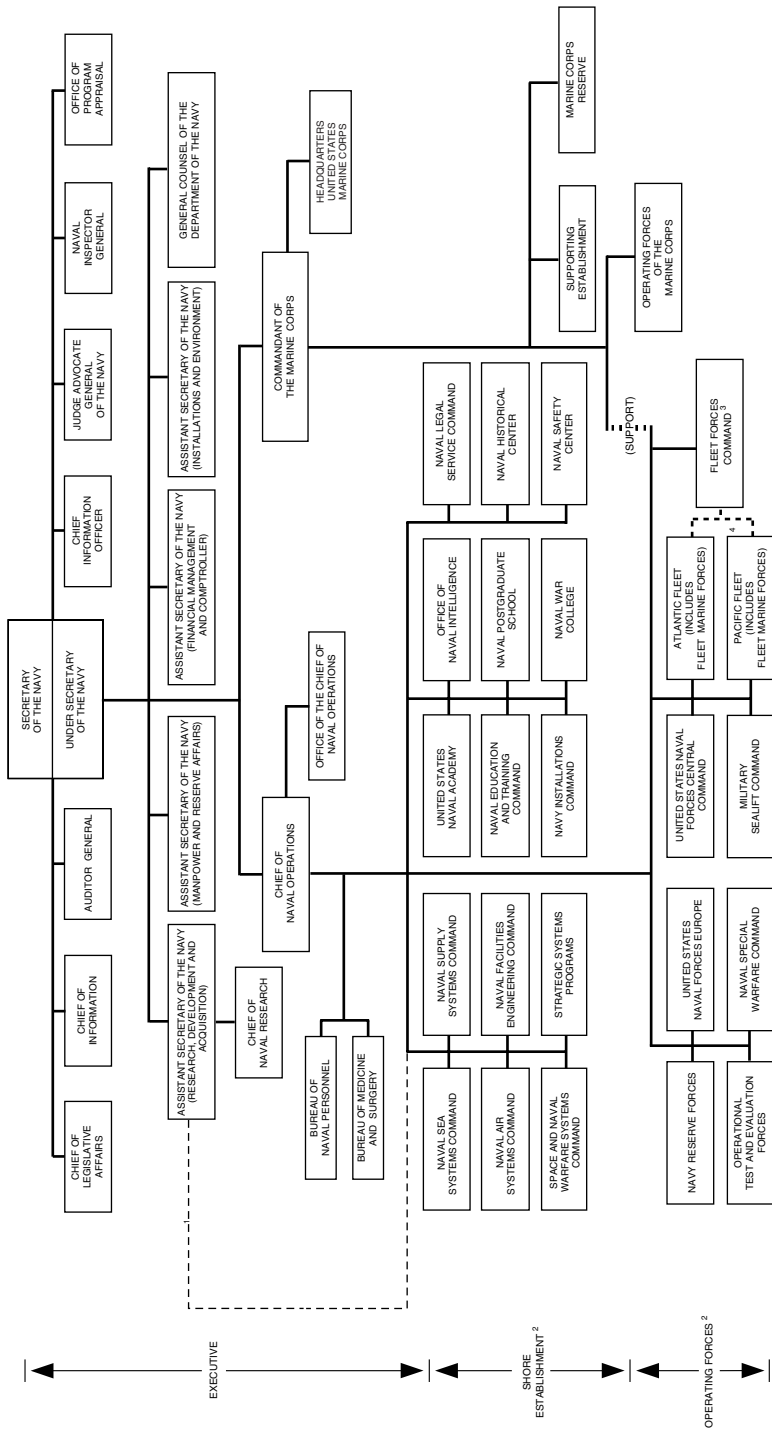 SECRETARY
OF THE NAVY
UNDER SECRETARY
OF THE NAVY
CHIEF OF
LEGISLATIVE
AFFAIRS
CHIEF OF
INFORMATION
AUDITOR GENERAL
CHIEF
INFORMATION
OFFICER
JUDGE ADVOCATE
GENERAL
OF THE NAVY
NAVAL
INSPECTOR
GENERAL
OFFICE OF
PROGRAM
APPRAISAL
ASSISTANT SECRETARY OF THE NAVY
(RESEARCH, DEVELOPMENT AND
ACQUISITION)
ASSISTANT SECRETARY OF THE NAVY
(MANPOWER AND RESERVE AFFAIRS)
ASSISTANT SECRETARY OF THE NAVY
(FINANCIAL MANAGEMENT
AND COMPTROLLER)
ASSISTANT SECRETARY OF THE NAVY
(INSTALLATIONS AND ENVIRONMENT)
GENERAL COUNSEL OF THE
DEPARTMENT OF THE NAVY
1
EXECUTIVE
CHIEF OF
NAVAL RESEARCH
CHIEF OF
NAVAL OPERATIONS
OFFICE OF THE CHIEF OF
NAVAL OPERATIONS
COMMANDANT OF
THE MARINE CORPS
HEADQUARTERS
UNITED STATES
MARINE CORPS
BUREAU OF
NAVAL PERSONNEL
BUREAU OF MEDICINE
AND SURGERY
SHORE
ESTABLISHMENT 2
NAVAL SEA
SYSTEMS COMMAND
NAVAL SUPPLY
SYSTEMS COMMAND
UNITED STATES
NAVAL ACADEMY
OFFICE OF
NAVAL INTELLIGENCE
NAVAL LEGAL
SERVICE COMMAND
NAVAL AIR
SYSTEMS COMMAND
NAVAL FACILITIES
ENGINEERING COMMAND
NAVAL EDUCATION
AND TRAINING
COMMAND
NAVAL POSTGRADUATE
SCHOOL
NAVAL HISTORICAL
CENTER
SPACE AND NAVAL
WARFARE SYSTEMS
COMMAND
STRATEGIC SYSTEMS
PROGRAMS
NAVY INSTALLATIONS
COMMAND
NAVAL WAR
COLLEGE
NAVAL SAFETY
CENTER
SUPPORTING
ESTABLISHMENT
MARINE CORPS
RESERVE
(SUPPORT)
OPERATING FORCES
OF THE
MARINE CORPS
OPERATING FORCES 2
NAVY RESERVE FORCES
UNITED STATES
NAVAL FORCES EUROPE
UNITED STATES NAVAL
FORCES CENTRAL
COMMAND
ATLANTIC FLEET
(INCLUDES
FLEET MARINE FORCES)
FLEET FORCES
COMMAND 3
4
OPERATIONAL
TEST AND EVALUATION
FORCES
NAVAL SPECIAL
WARFARE COMMAND
MILITARY
SEALIFT COMMAND
PACIFIC FLEET
(INCLUDES
FLEET MARINE FORCES)